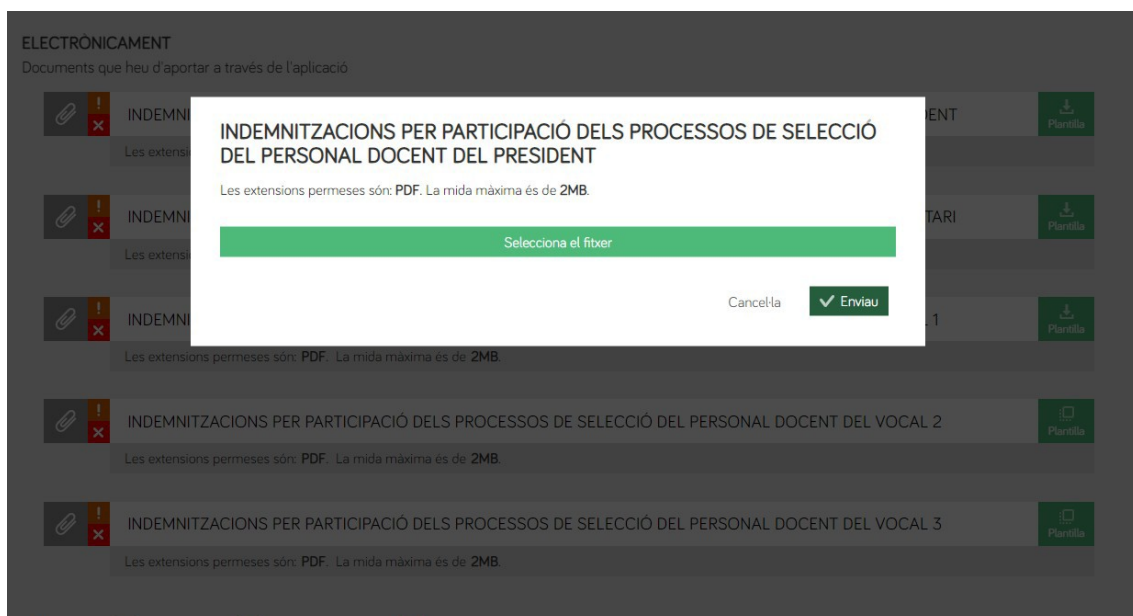 ELECTRÒNICAMENT
Documents que heu d'aportar a través de l'aplicació
INDEMNI
DENT
Plantilla
Les extensi
INDEMNITZACIONS PER PARTICIPACIÓ DELS PROCESSOS DE SELECCIÓ
DEL PERSONAL DOCENT DEL PRESIDENT
Les extensions permeses són: PDF. La mida màxima és de 2MB.
INDEMNI
TARI
Plantilla
Selecciona el fitxer
Les extensi
Cancel·la
Enviau
INDEMNI
1
Plantilla
Les extensions permeses són: PDF. La mida màxima és de 2MB.
INDEMNITZACIONS PER PARTICIPACIÓ DELS PROCESSOS DE SELECCIÓ DEL PERSONAL DOCENT DEL VOCAL 2
Plantilla
Les extensions permeses són: PDF. La mida màxima és de 2MB.
INDEMNITZACIONS PER PARTICIPACIÓ DELS PROCESSOS DE SELECCIÓ DEL PERSONAL DOCENT DEL VOCAL 3
Plantilla
Les extensions permeses són: PDF. La mida màxima és de 2MB.